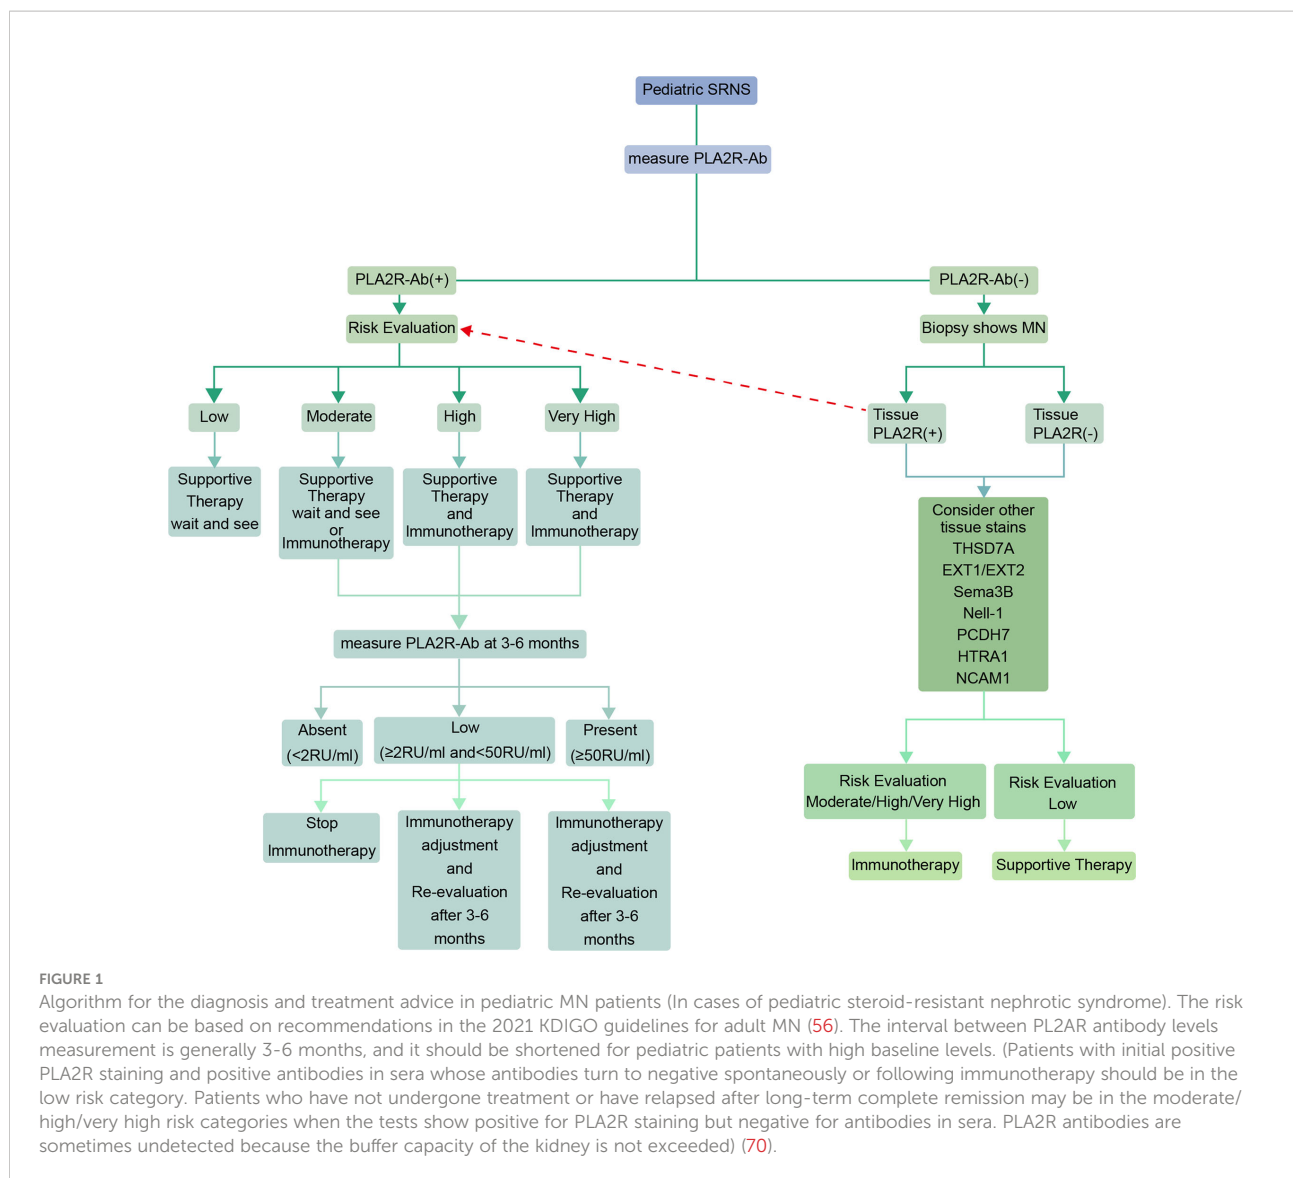 Pediatric SRNS
measure PLA2R-Ab
PLA2R-Ab(+)
PLA2R-Ab(-)
Risk Evaluation
Biopsy shows MN
Low
Moderate
High
Very High
Tissue
PLA2R(+)
Tissue
PLA2R(-)
Supportive
Therapy
wait and see
Supportive
Therapy
wait and see
or
Immunotherapy
Supportive
Therapy
and
Immunotherapy
Supportive
Therapy
and
Immunotherapy
Consider other
tissue stains
THSD7A
EXT1/EXT2
Sema3B
Nell-1
PCDH7
HTRA1
NCAM1
measure PLA2R-Ab at 3-6 months
Absent
(<2RU/ml)
Low
(≥2RU/ml and<50RU/ml)
Present
(≥50RU/ml)
Risk Evaluation
Moderate/High/Very High
Risk Evaluation
Low
Stop
Immunotherapy
Immunotherapy
adjustment
and
Re-evaluation
after 3-6
months
Immunotherapy
adjustment
and
Re-evaluation
after 3-6
months
Immunotherapy
Supportive Therapy
FIGURE 1
Algorithm for the diagnosis and treatment advice in pediatric MN patients (In cases of pediatric steroid-resistant nephrotic syndrome). The risk
evaluation can be based on recommendations in the 2021 KDIGO guidelines for adult MN (56). The interval between PL2AR antibody levels
measurement is generally 3-6 months, and it should be shortened for pediatric patients with high baseline levels. (Patients with initial positive
PLA2R staining and positive antibodies in sera whose antibodies turn to negative spontaneously or following immunotherapy should be in the
low risk category. Patients who have not undergone treatment or have relapsed after long-term complete remission may be in the moderate/
high/very high risk categories when the tests show positive for PLA2R staining but negative for antibodies in sera. PLA2R antibodies are
sometimes undetected because the buffer capacity of the kidney is not exceeded) (70).